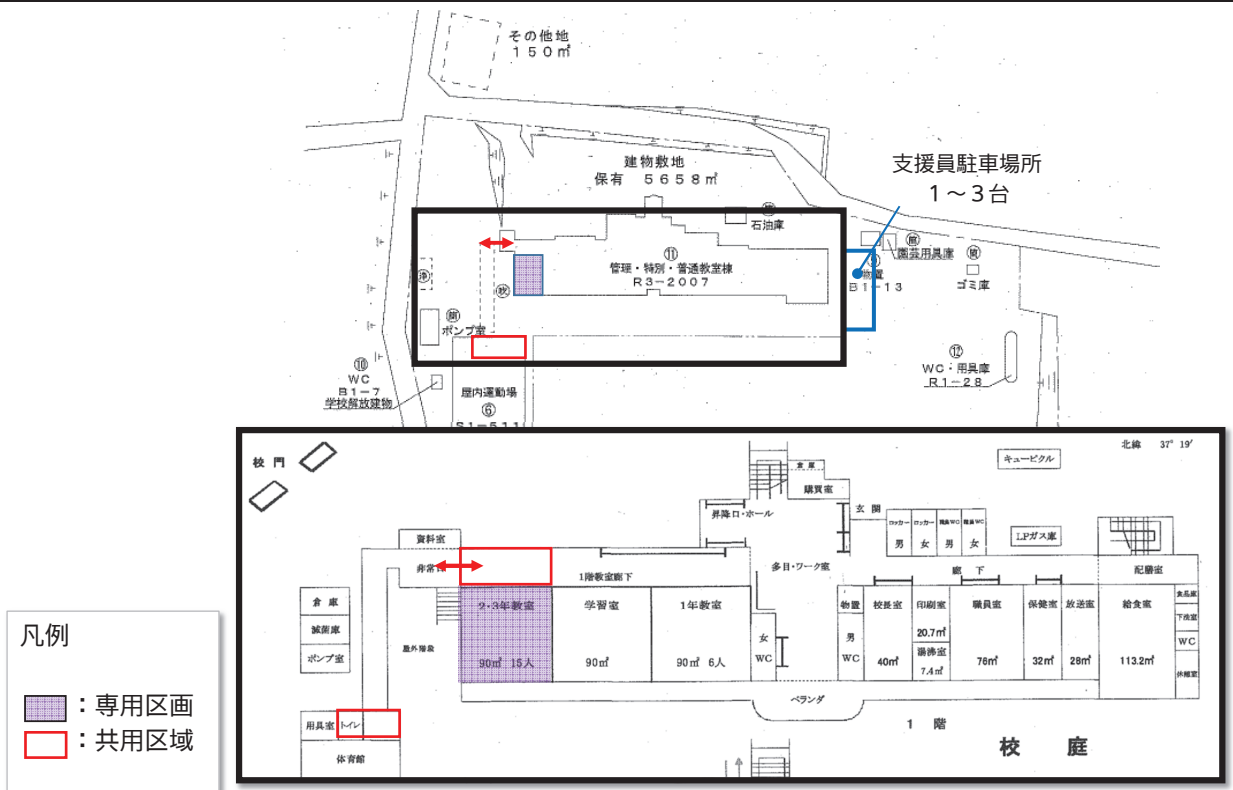 その他地
150㎡
建物敷地
保有 5658㎡
支援員駐車場所
1～3台
石油庫
⑪
管理・特別・普通教室棟
R3-2007
園芸用具庫
物置
B1-13
ゴミ庫
ポンプ室
⑩
WC
B1-7
学校解放建物
屋内運動場
⑥
S1-511
⑫
WC・用具庫
R1-28
北緯 37° 19′
校門
キュービクル
倉庫
購買室
昇降口・ホール
玄関
ロッカー
男
ロッカー
女
職員WC
男
職員WC
女
LPガス庫
資料室
非常口
1階教室廊下
多目・ワーク室
廊下
配膳室
倉庫
滅菌庫
ポンプ室
屋外階段
2・3年教室
90㎡ 15人
学習室
90㎡
1年教室
90㎡ 6人
女
WC
物置
男
WC
校長室
40㎡
印刷室
20.7㎡
湯沸室
7.4㎡
職員室
76㎡
保健室
32㎡
放送室
28㎡
給食室
113.2㎡
食品庫
下洗室
WC
休憩室
ベランダ
用具室
トイレ
体育館
1階
校庭
凡例
：専用区画
：共用区域